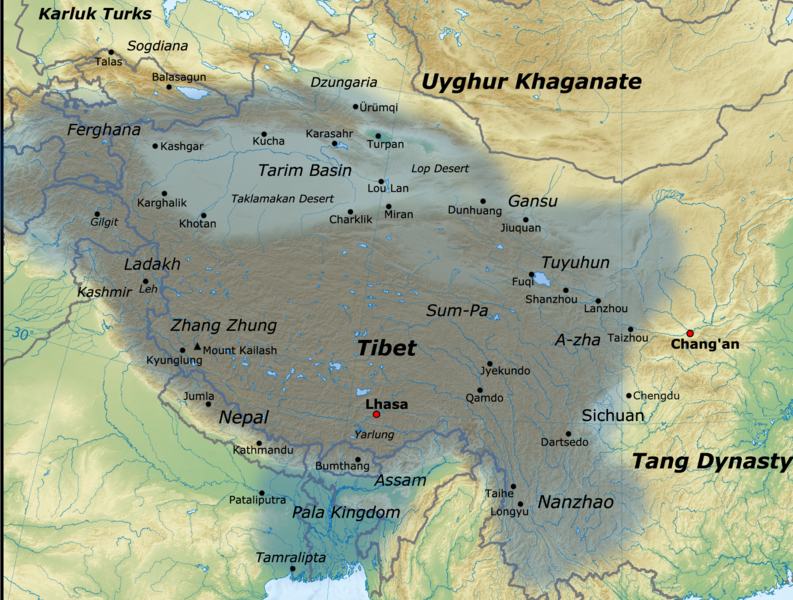 Karluk Turks
Sogdiana
Talas
Balasagun
Dzungaria
Uyghur Khaganate
Ürümqi
Ferghana
Kashgar
Kucha
Karasahr
Turpan
Tarim Basin
Lop Desert
Lou Lan
Karghalik
Taklamakan Desert
Gilgit
Khotan
Charklik
Miran
Dunhuang
Gansu
Jiuquan
Ladakh
Leh
Kashmir
Tuyuhun
Fuqi
Shanzhou
Lanzhou
30°
Zhang Zhung
Sum-Pa
A-zha
Taizhou
Chang'an
Kyunglung
Mount Kailash
Tibet
Jyekundo
Qamdo
Jumla
Lhasa
Chengdu
Nepal
Sichuan
Yarlung
Dartsedo
Kathmandu
Bumthang
Tang Dynasty
Assam
Pataliputra
Taihe
Pala Kingdom
Longyu
Nanzhao
Tamralipta